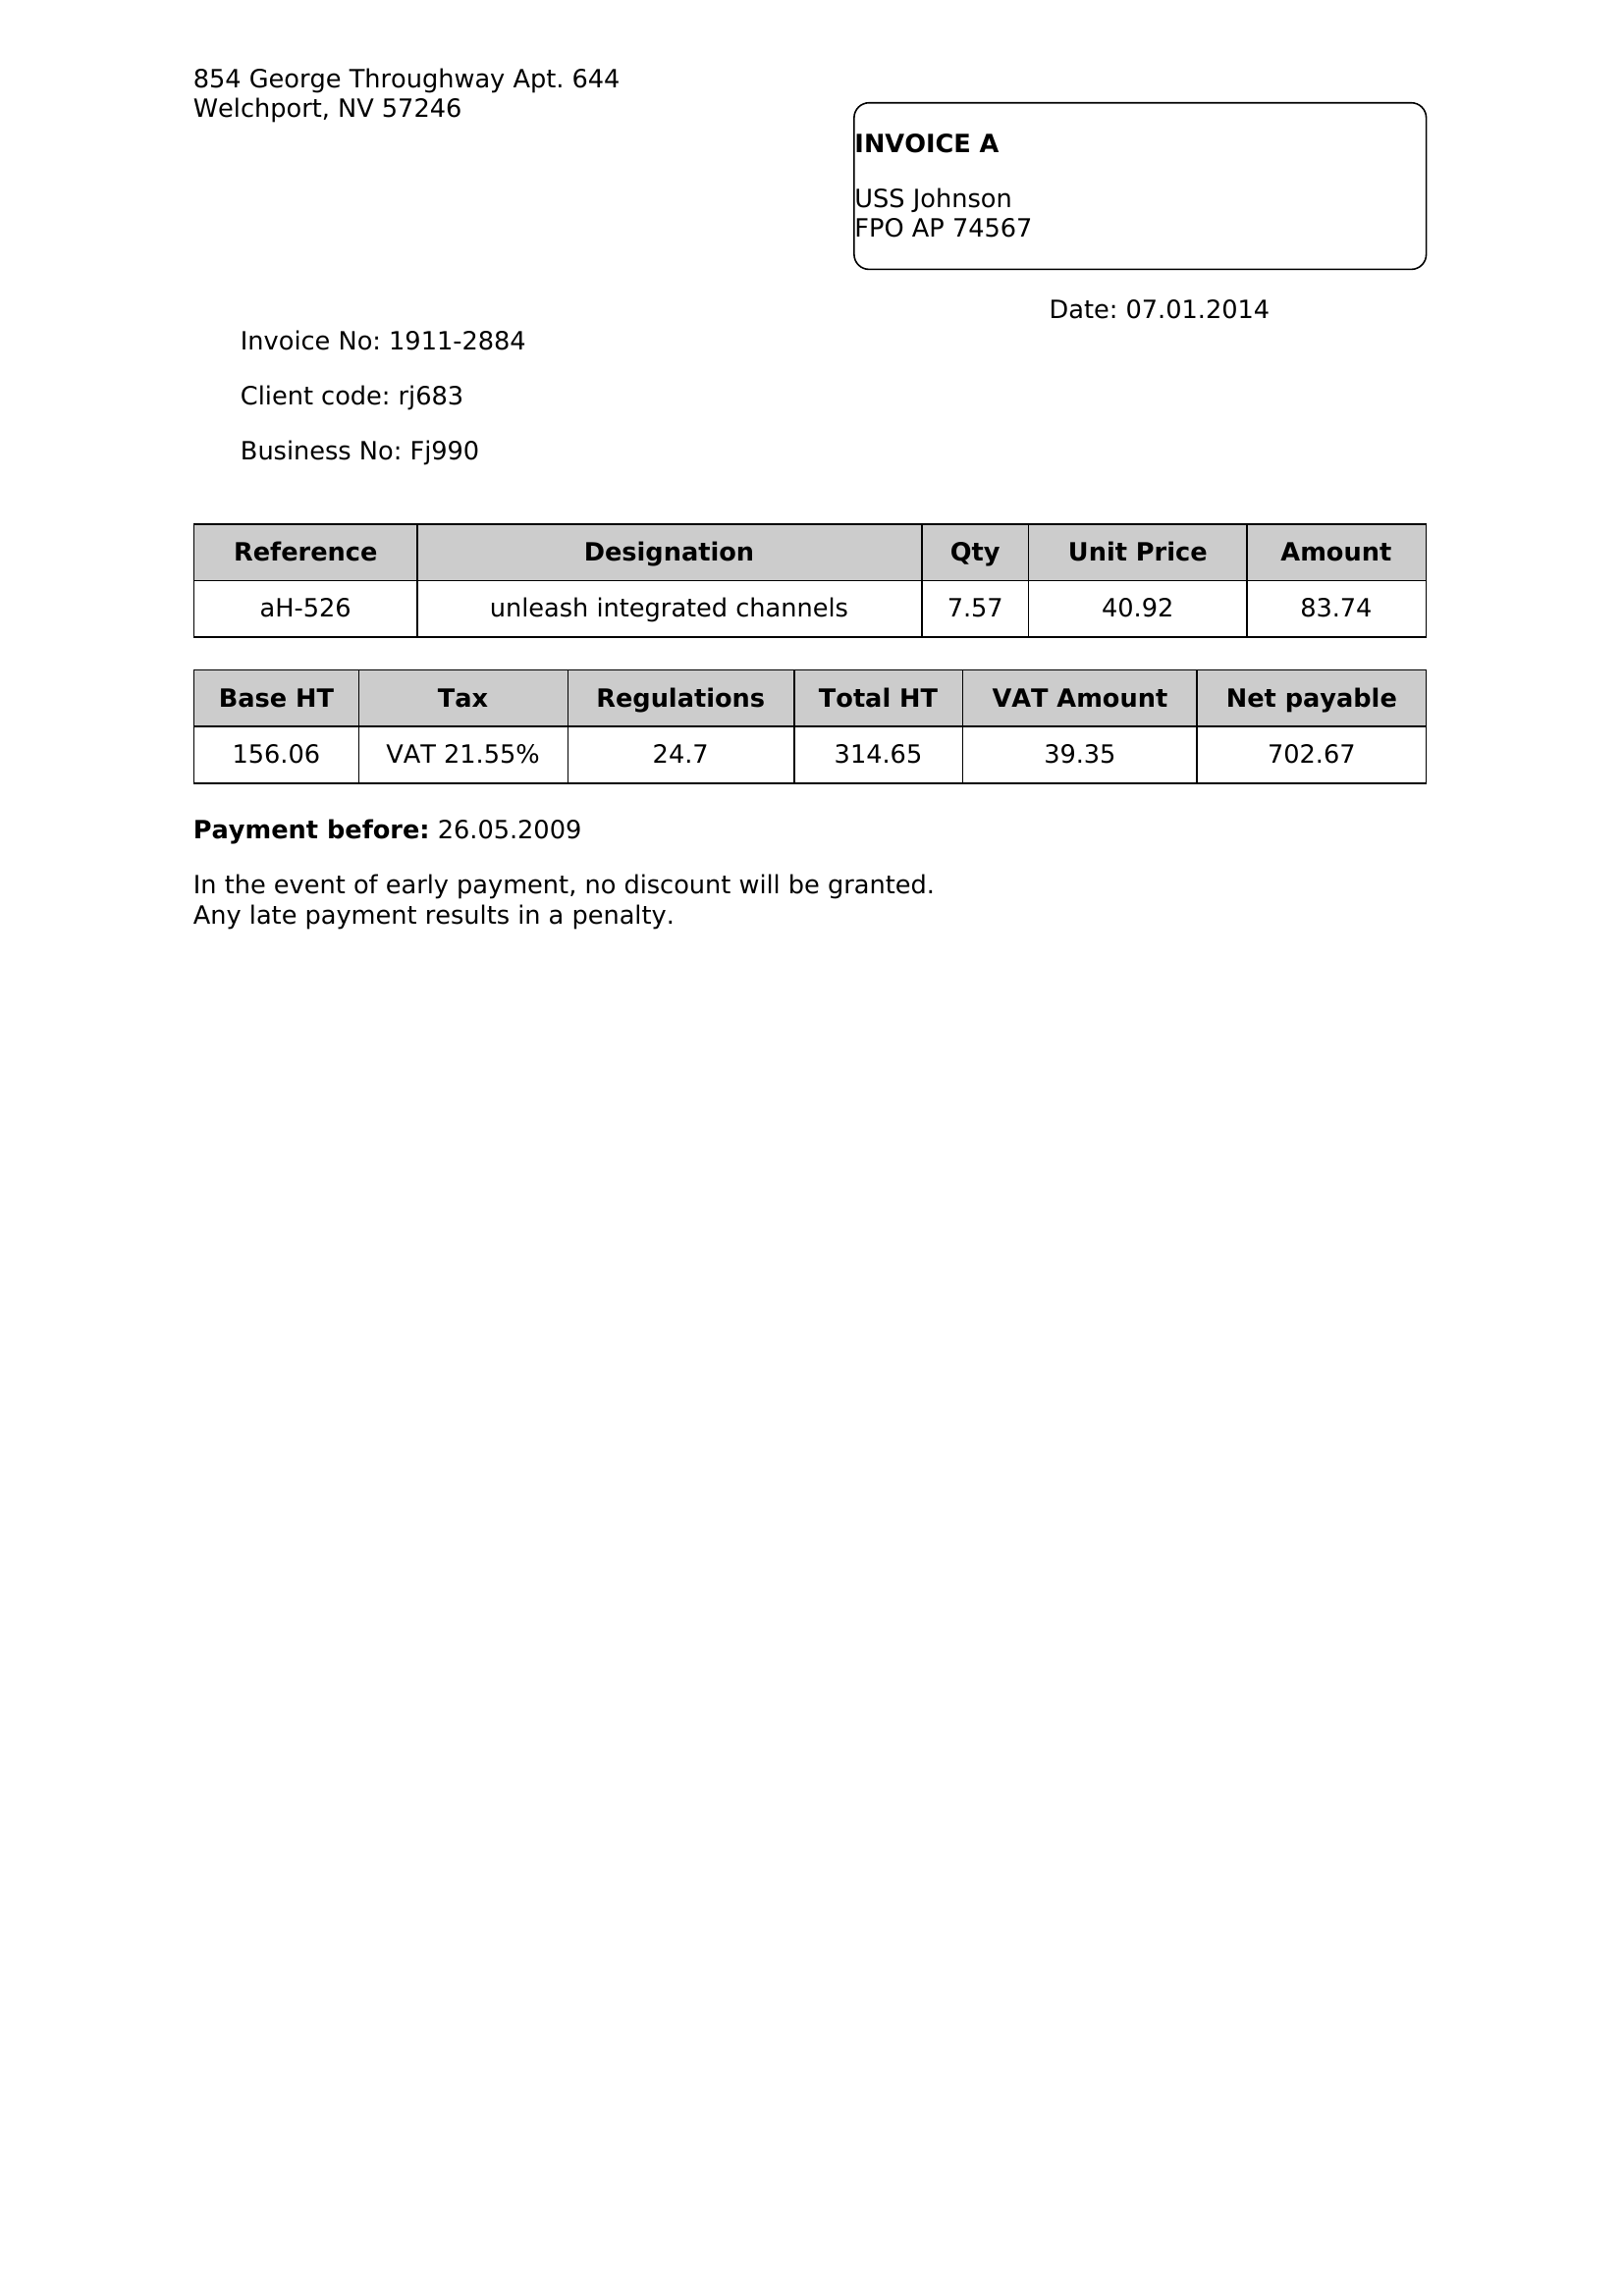 854 George Throughway Apt. 644
Welchport, NV 57246
INVOICE A
USS Johnson
FPO AP 74567
Date: 07.01.2014
Invoice No: 1911-2884
Client code: rj683
Business No: Fj990
Reference Designation Qty Unit Price Amount
aH-526 unleash integrated channels 7.57 40.92 83.74
Base HT Tax Regulations Total HT VAT Amount Net payable
156.06 VAT 21.55% 24.7 314.65 39.35 702.67
Payment before: 26.05.2009
In the event of early payment, no discount will be granted.
Any late payment results in a penalty.